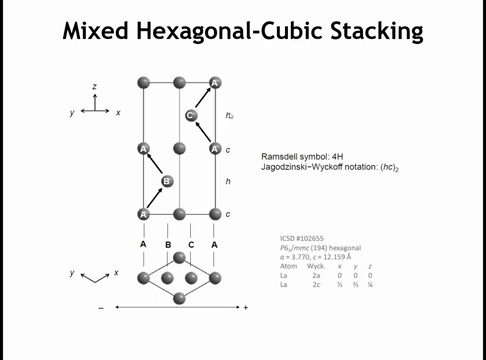 Mixed Hexagonal-Cubic Stacking
z
y x
A
C h
A A c
B h
A c
A B C A
y x
– +
Ramsdell symbol: 4H
Jagodzinski–Wyckoff notation: (hc)₂
ICSD #102655
P6₃/mmc (194) hexagonal
a = 3.770, c = 12.159 Å
Atom Wyck. x y z
La 2a 0 0 0
La 2c ⅓ ⅔ ¼